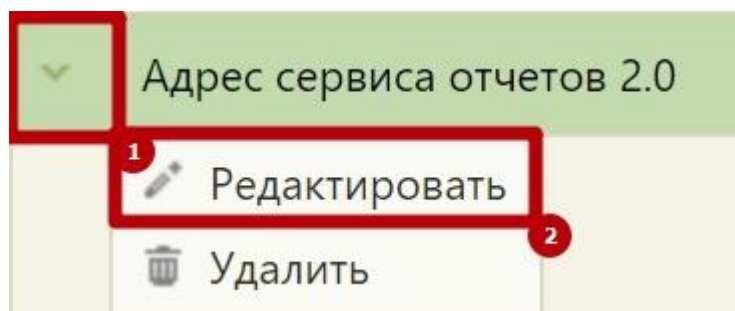 Адрес сервиса отчетов 2.0
1
Редактировать
2
Удалить